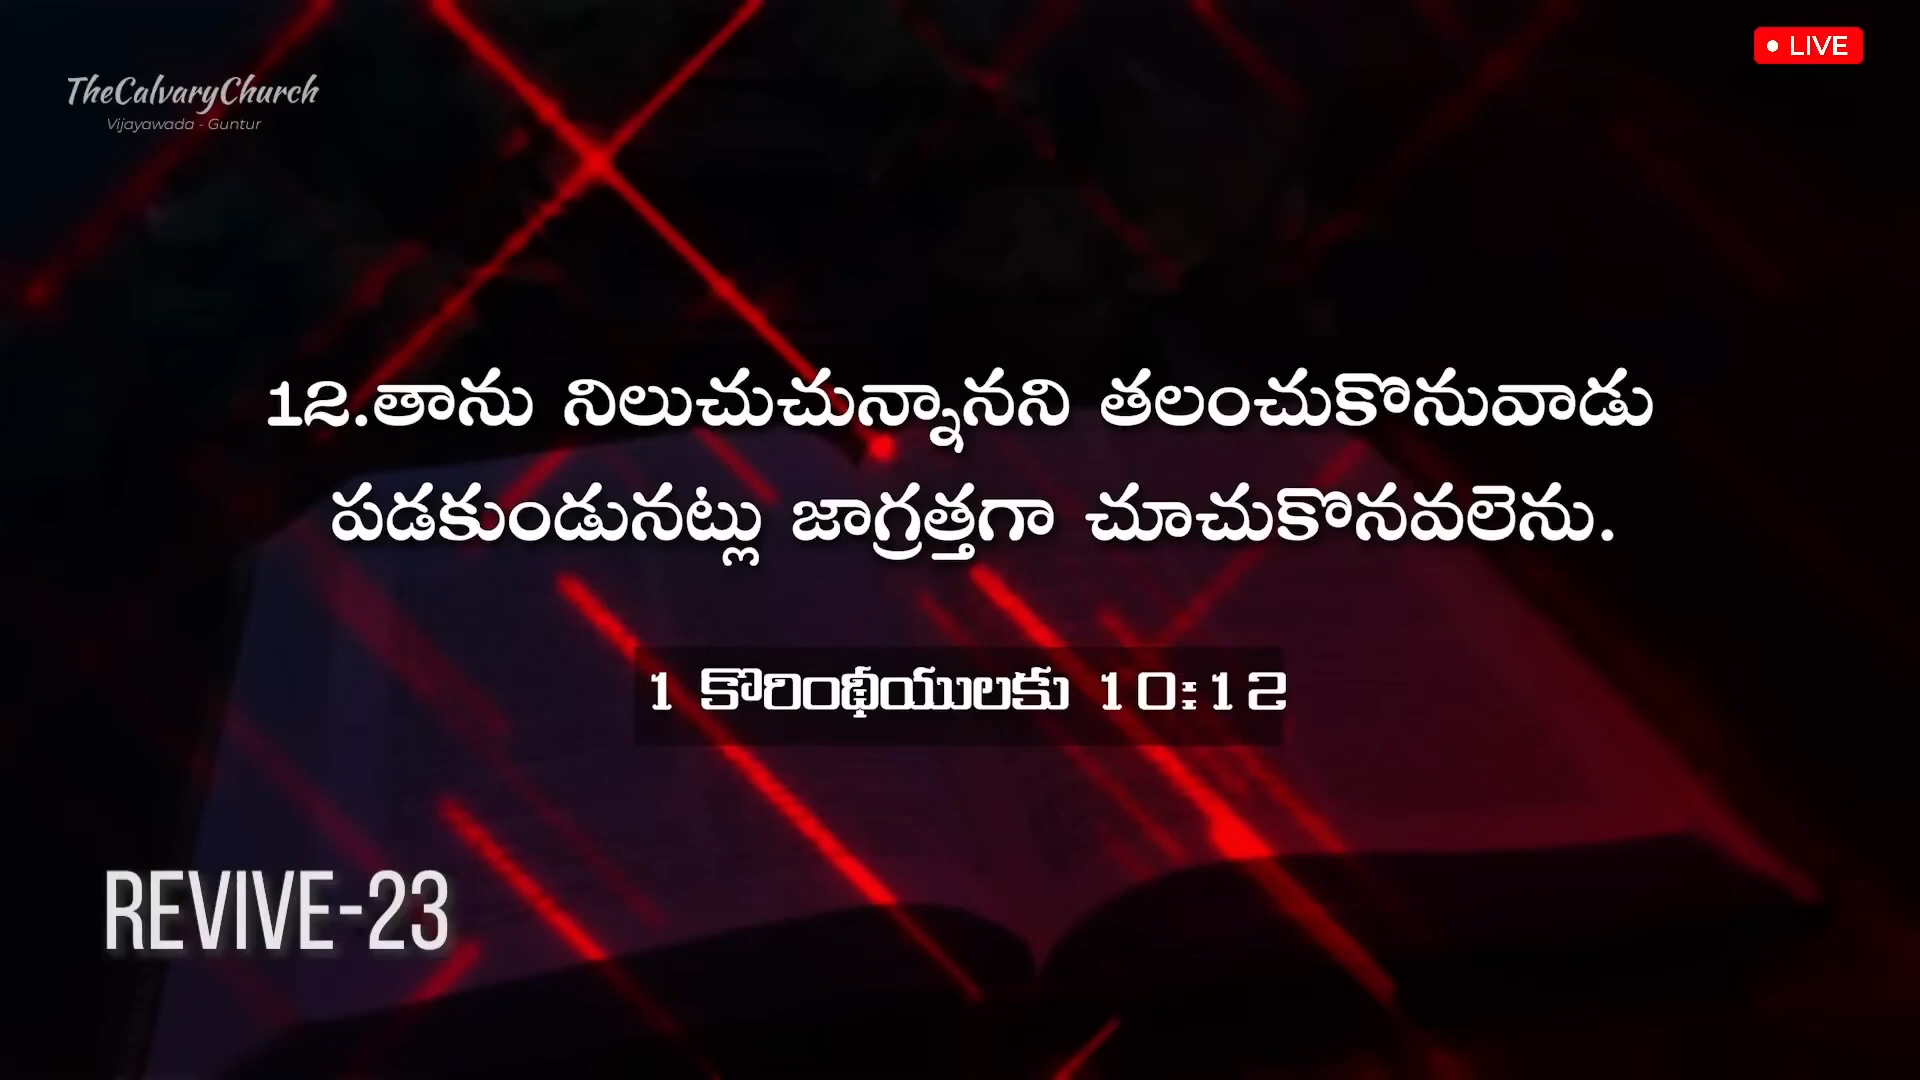 TheCalvaryChurch
Vijayawada - Guntur
LIVE
12.తాను నిలుచుచున్నానని తలంచుకొనువాడు
పడకుండునట్లు జాగ్రత్తగా చూచుకొనవలెను.
1 కొరింథీయులకు 10:12
REVIVE-23